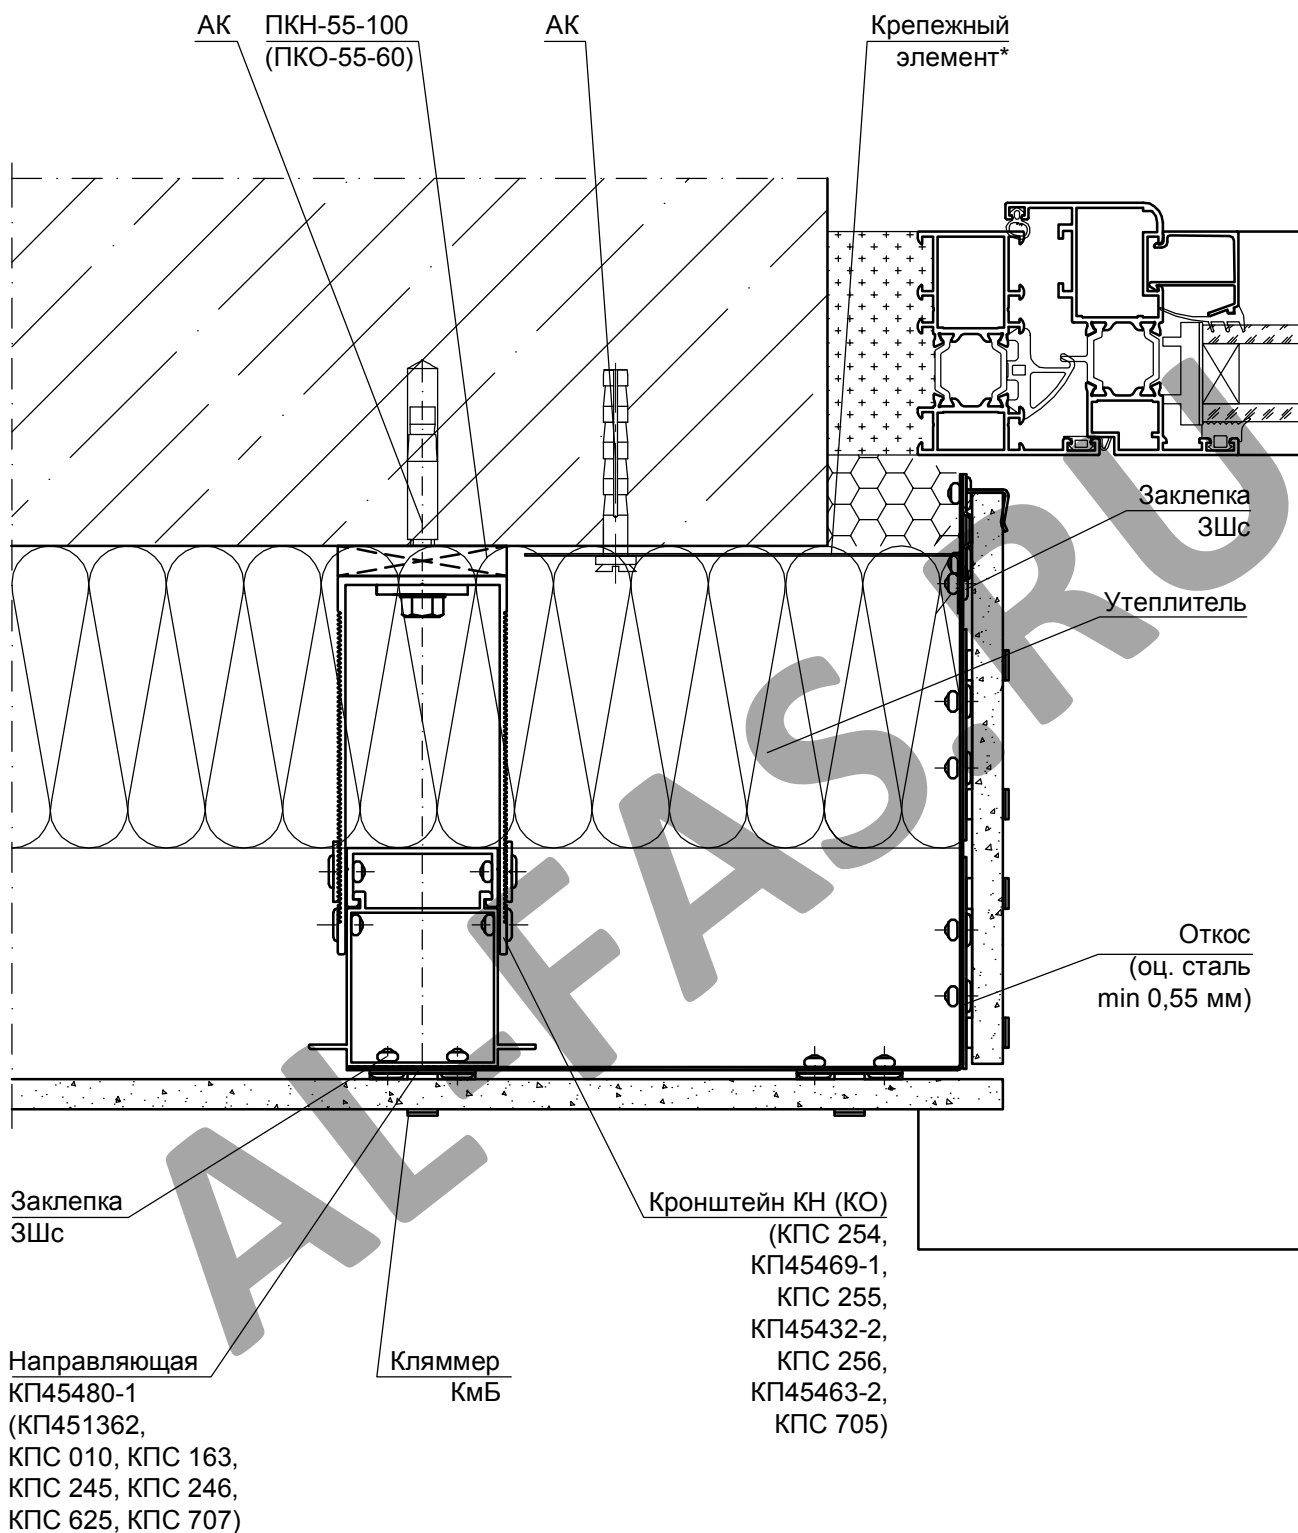 АК
ПКН-55-100
(ПКО-55-60)
АК
Крепежный
элемент*
Заклепка
ЗШс
Утеплитель
Откос
(оц. сталь
min 0,55 мм)
Заклепка
ЗШс
Кронштейн КН (КО)
(КПС 254,
КП45469-1,
КПС 255,
КП45432-2,
КПС 256,
КП45463-2,
КПС 705)
Направляющая
КП45480-1
(КП451362,
КПС 010, КПС 163,
КПС 245, КПС 246,
КПС 625, КПС 707)
Кляммер
КмБ
ALFAS.RU